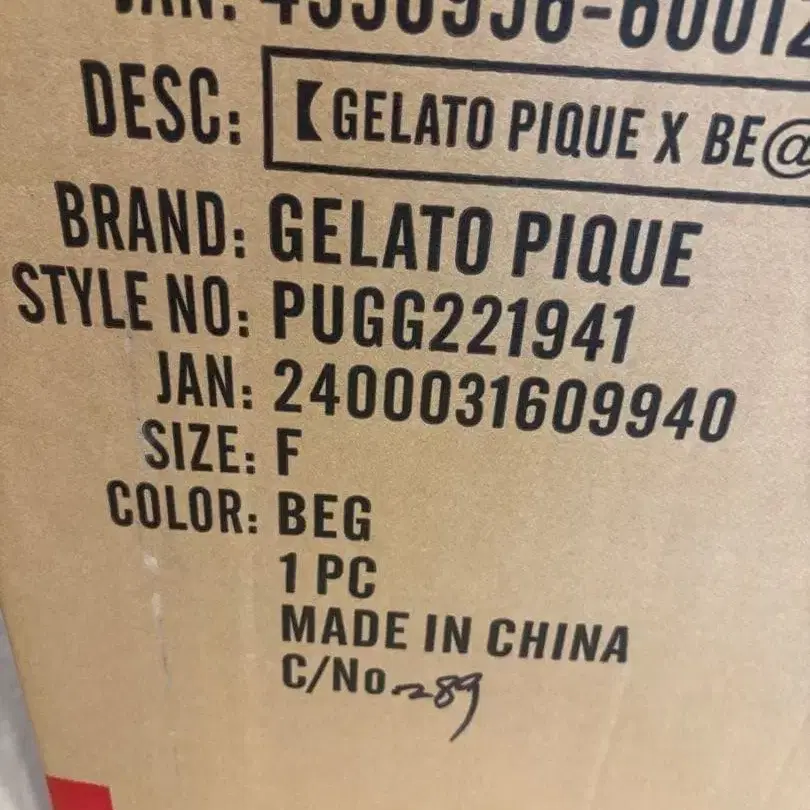 DESC: 【GELATO PIQUE X BE@
BRAND: GELATO PIQUE
STYLE NO: PUGG221941
JAN: 2400031609940
SIZE: F
COLOR: BEG
1 PC
MADE IN CHINA
C/No. 289